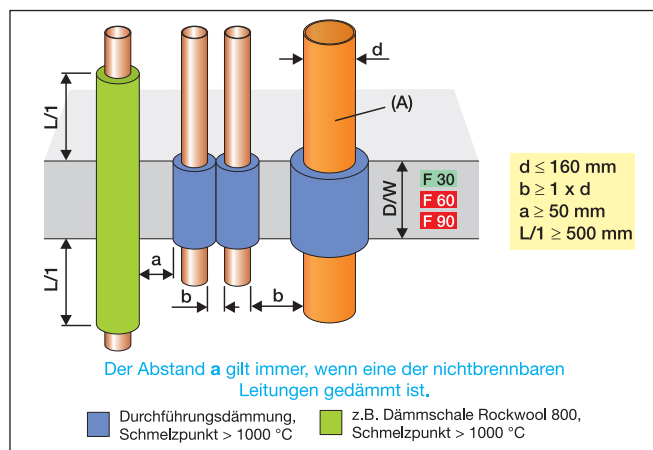 d
(A)
L/1
D/W
F 30
F 60
F 90
d ≤ 160 mm
b ≥ 1 x d
a ≥ 50 mm
L/1 ≥ 500 mm
L/1
a
b
b
Der Abstand a gilt immer, wenn eine der nichtbrennbaren
Leitungen gedämmt ist.
Durchführungsdämmung,
Schmelzpunkt > 1000 °C
z.B. Dämmschale Rockwool 800,
Schmelzpunkt > 1000 °C